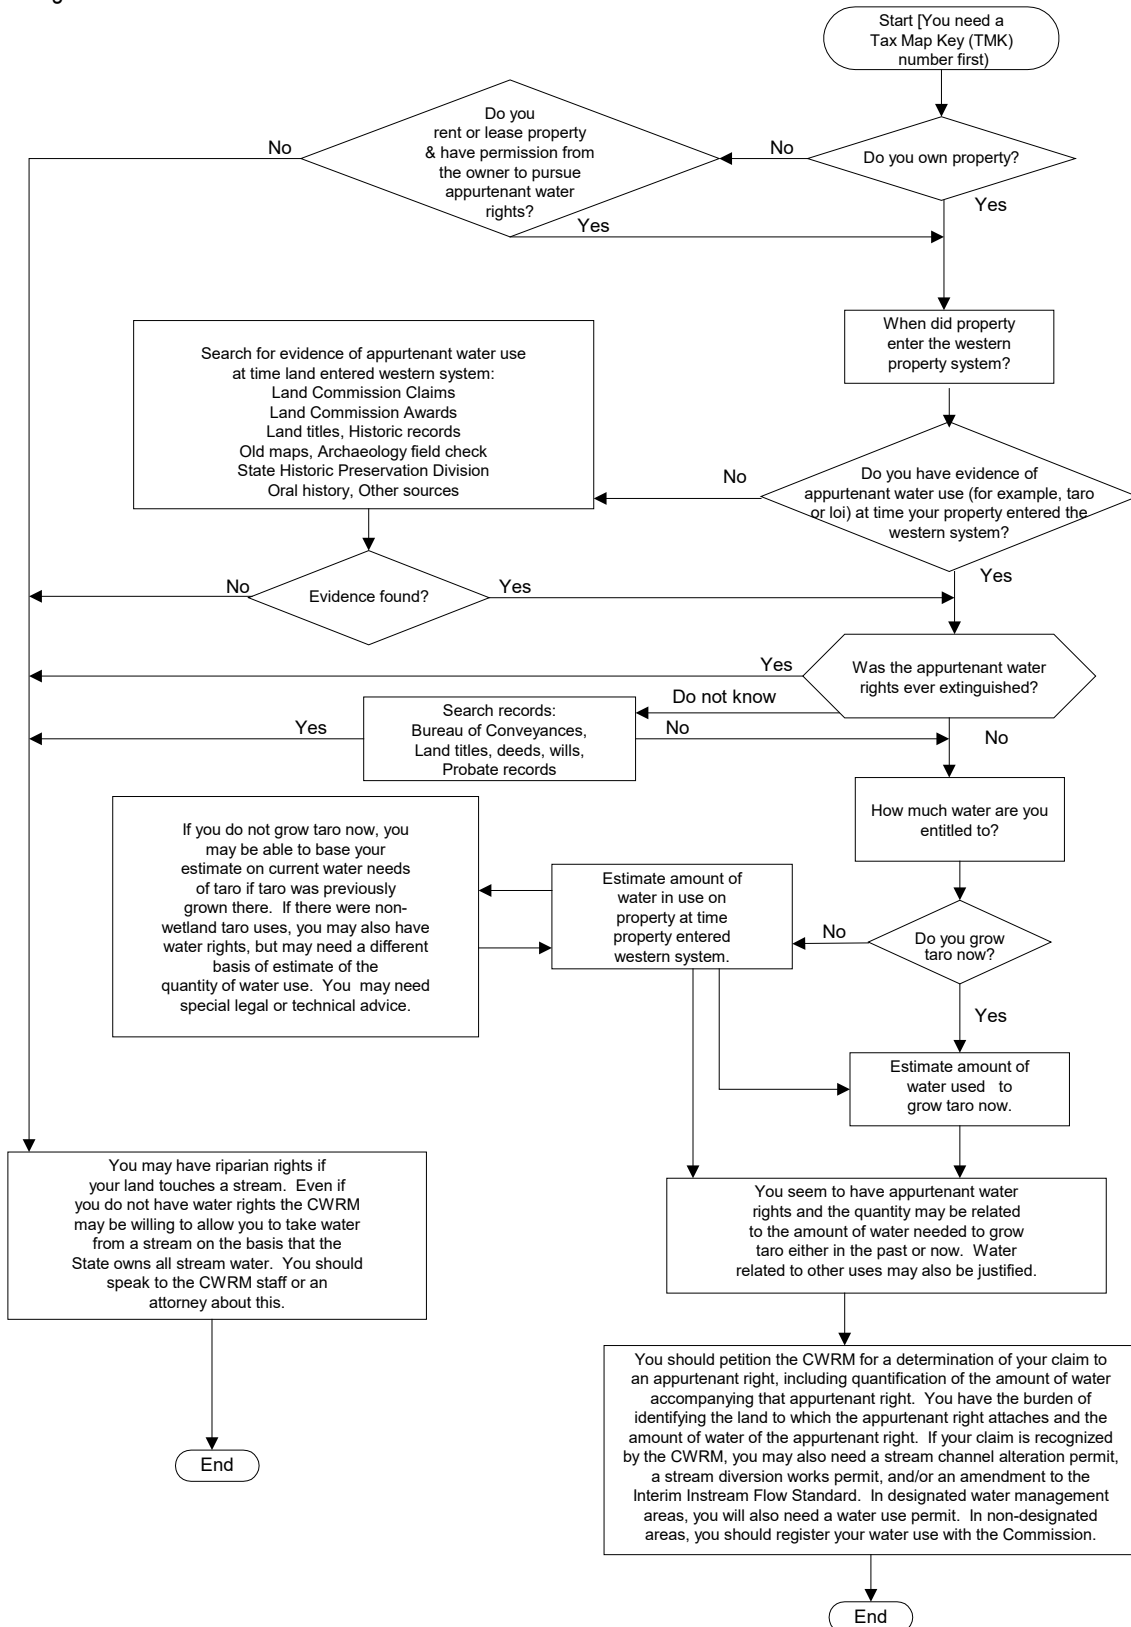 Start [You need a
Tax Map Key (TMK)
number first)
Do you own property?
No
Yes
Do you
rent or lease property
& have permission from
the owner to pursue
appurtenant water
rights?
No
Yes
When did property
enter the western
property system?
Do you have evidence of
appurtenant water use (for example, taro
or loi) at time your property entered the
western system?
No
Yes
Search for evidence of appurtenant water use
at time land entered western system:
Land Commission Claims
Land Commission Awards
Land titles, Historic records
Old maps, Archaeology field check
State Historic Preservation Division
Oral history, Other sources
Evidence found?
No
Yes
Was the appurtenant water
rights ever extinguished?
Yes
Do not know
No
Search records:
Bureau of Conveyances,
Land titles, deeds, wills,
Probate records
Yes
No
How much water are you
entitled to?
Do you grow
taro now?
No
Yes
Estimate amount of
water in use on
property at time
property entered
western system.
If you do not grow taro now, you
may be able to base your
estimate on current water needs
of taro if taro was previously
grown there.  If there were non-
wetland taro uses, you may also have
water rights, but may need a different
basis of estimate of the
quantity of water use.  You  may need
special legal or technical advice.
Estimate amount of
water used   to
grow taro now.
You may have riparian rights if
your land touches a stream.  Even if
you do not have water rights the CWRM
may be willing to allow you to take water
from a stream on the basis that the
State owns all stream water.  You should
speak to the CWRM staff or an
attorney about this.
End
You seem to have appurtenant water
rights and the quantity may be related
to the amount of water needed to grow
taro either in the past or now.  Water
related to other uses may also be justified.
You should petition the CWRM for a determination of your claim to
an appurtenant right, including quantification of the amount of water
accompanying that appurtenant right.  You have the burden of
identifying the land to which the appurtenant right attaches and the
amount of water of the appurtenant right.  If your claim is recognized
by the CWRM, you may also need a stream channel alteration permit,
a stream diversion works permit, and/or an amendment to the
Interim Instream Flow Standard.  In designated water management
areas, you will also need a water use permit.  In non-designated
areas, you should register your water use with the Commission.
End